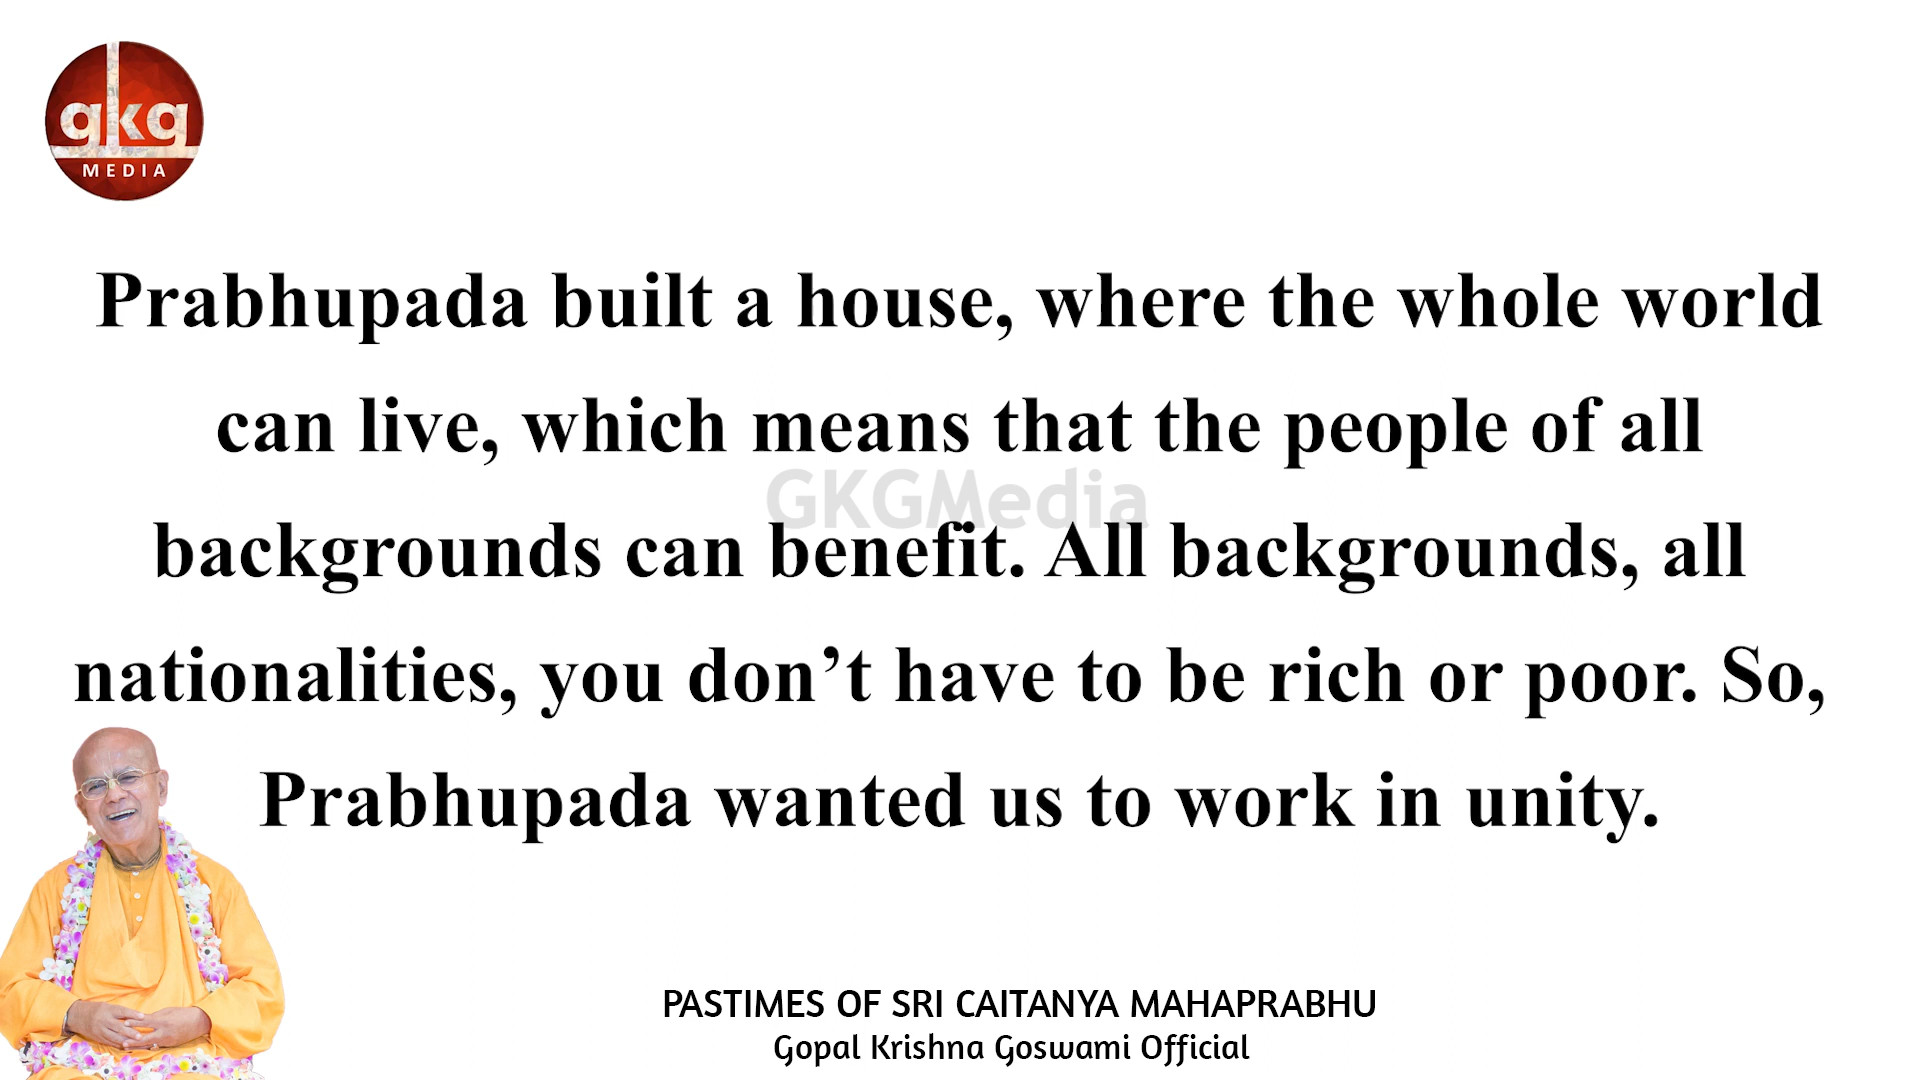 gkg
MEDIA
Prabhupada built a house, where the whole world
can live, which means that the people of all
GKGMedia
backgrounds can benefit. All backgrounds, all
nationalities, you don’t have to be rich or poor. So,
Prabhupada wanted us to work in unity.
PASTIMES OF SRI CAITANYA MAHAPRABHU
Gopal Krishna Goswami Official